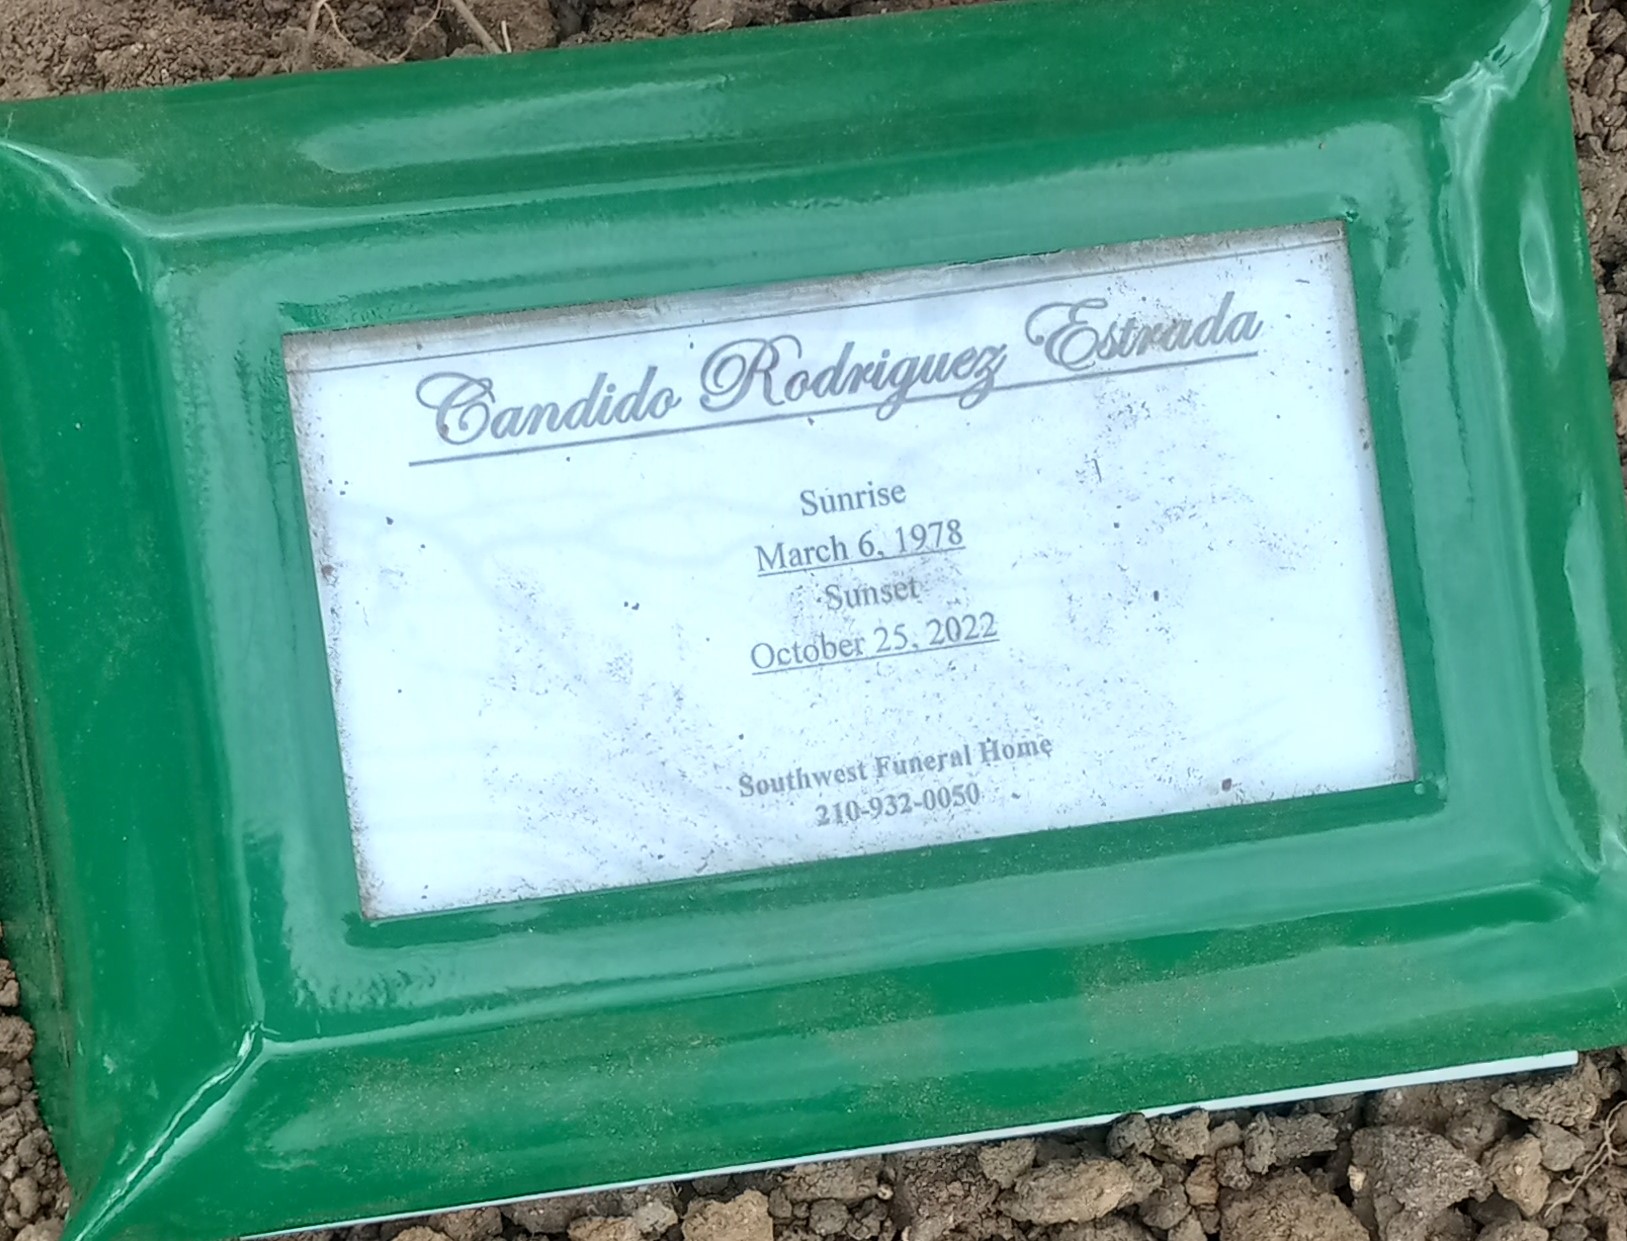 Candido Rodriguez Estrada
Sunrise
March 6, 1978
Sunset
October 25, 2022
Southwest Funeral Home
210-932-0050